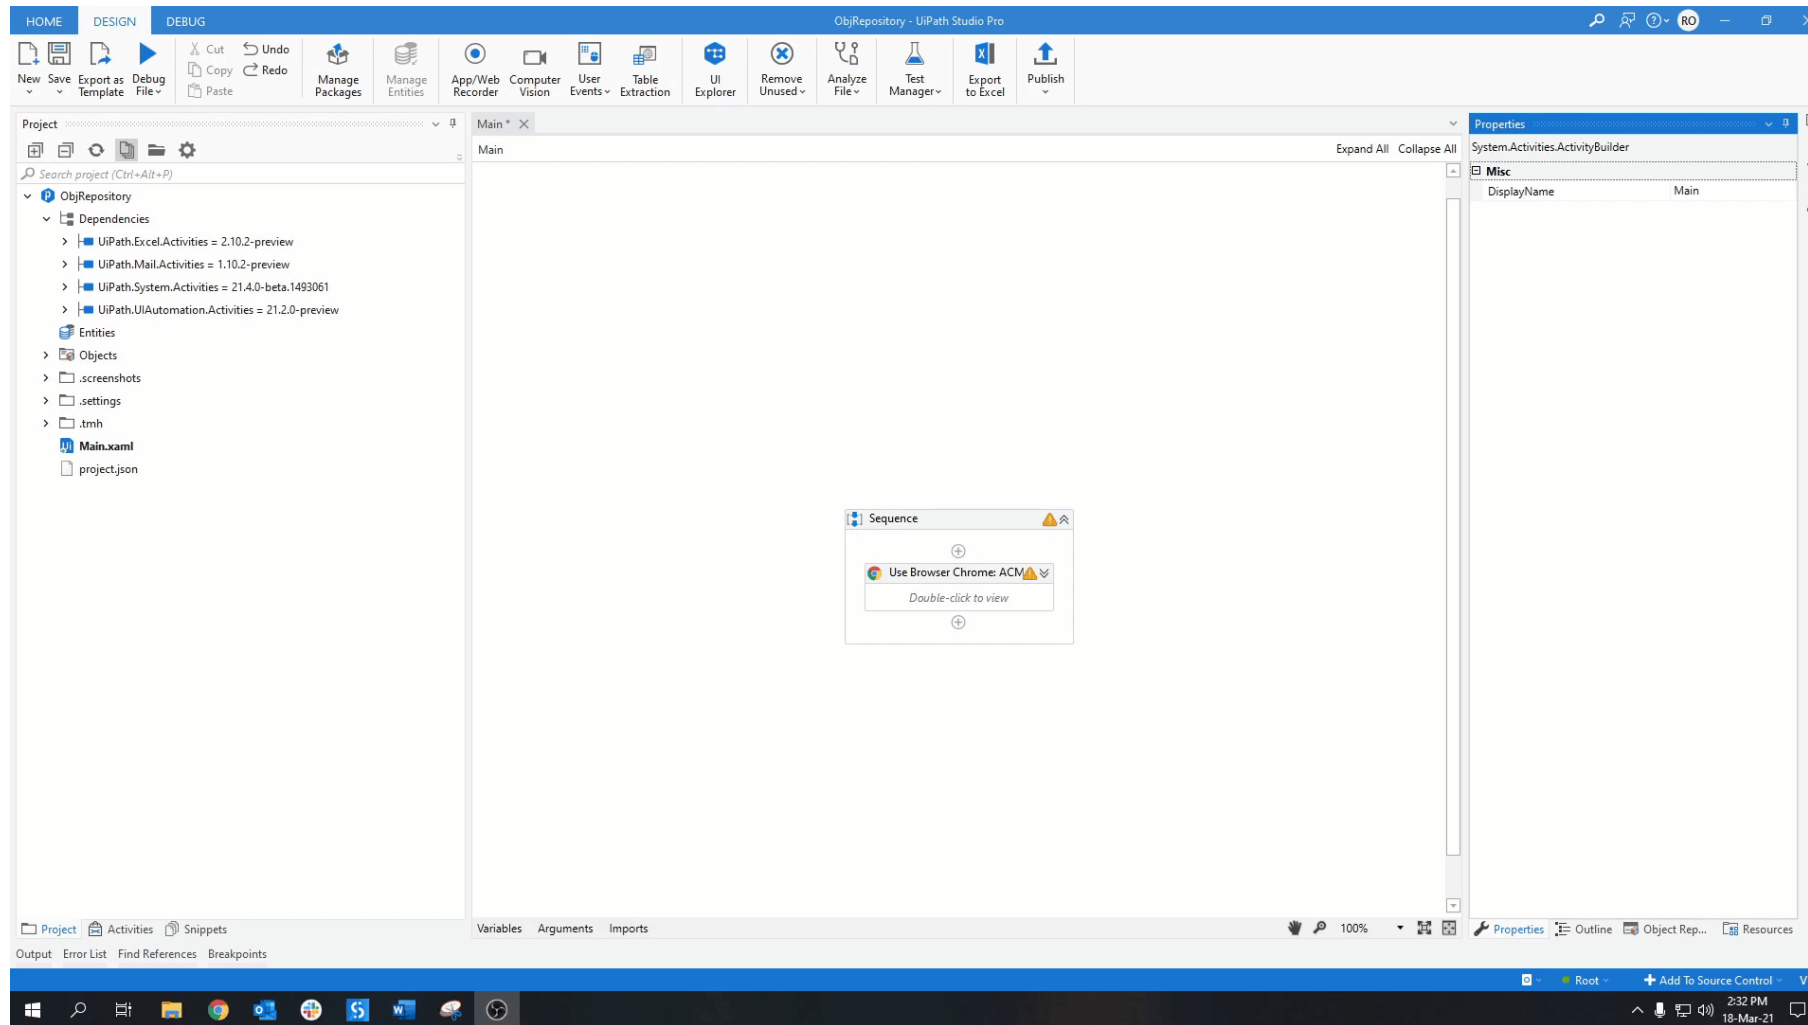 HOME DESIGN DEBUG ObjRepository - UiPath Studio Pro RO
New Save Export as Template Debug File Cut Copy Paste Undo Redo Manage Packages Manage Entities App/Web Recorder Computer Vision User Events Table Extraction UI Explorer Remove Unused Analyze File Test Manager Export to Excel Publish
Project
Search project (Ctrl+Alt+P)
ObjRepository
Dependencies
UiPath.Excel.Activities = 2.10.2-preview
UiPath.Mail.Activities = 1.10.2-preview
UiPath.System.Activities = 21.4.0-beta.1493061
UiPath.UIAutomation.Activities = 21.2.0-preview
Entities
Objects
.screenshots
.settings
.tmh
Main.xaml
project.json
Main *
Main Expand All Collapse All
Sequence
Use Browser Chrome: ACM
Double-click to view
Properties
System.Activities.ActivityBuilder
Misc
DisplayName Main
Project Activities Snippets
Variables Arguments Imports 100%
Properties Outline Object Rep... Resources
Output Error List Find References Breakpoints
Root Add To Source Control V
2:32 PM
18-Mar-21